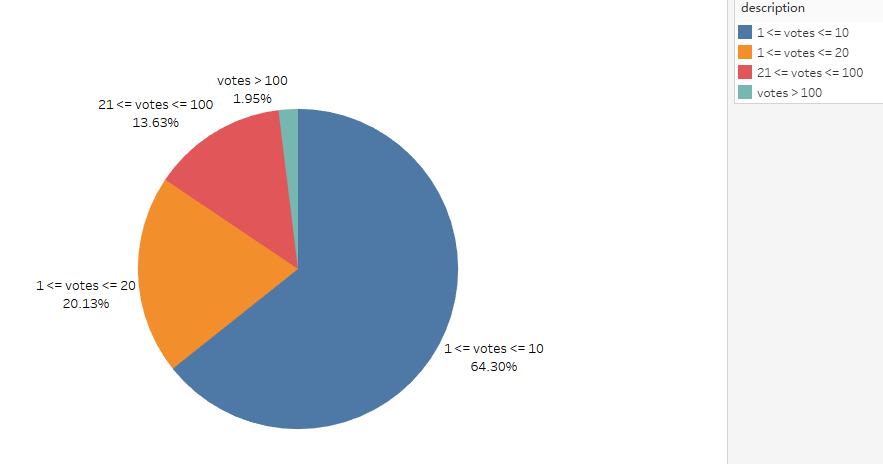 votes > 100
1.95%
21 <= votes <= 100
13.63%
1 <= votes <= 20
20.13%
1 <= votes <= 10
64.30%
description
1 <= votes <= 10
1 <= votes <= 20
21 <= votes <= 100
votes > 100